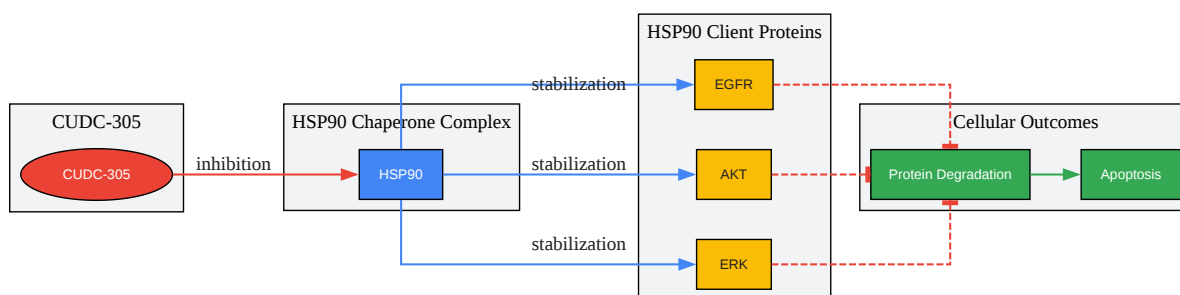 HSP90 Client Proteins
stabilization
EGFR
CUDC-305
HSP90 Chaperone Complex
Cellular Outcomes
CUDC-305
inhibition
HSP90
stabilization
AKT
Protein Degradation
Apoptosis
stabilization
ERK